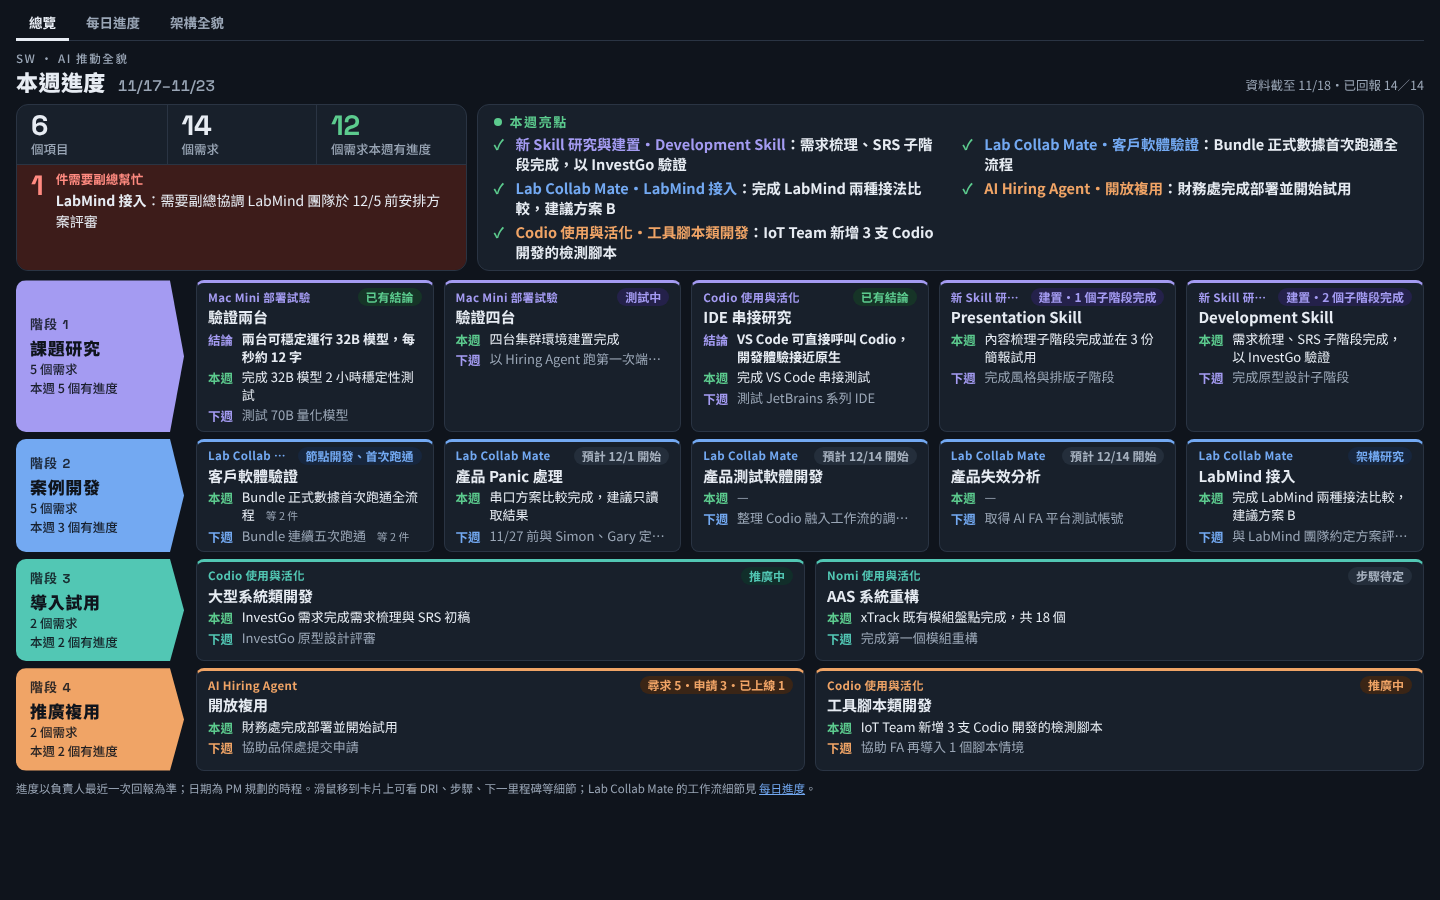 總覽 每日進度 架構全貌
SW · AI 推動全貌
本週進度 11/17–11/23
資料截至 11/18 · 已回報 14／14
6 14 12
個項目 個需求 個需求本週有進度
1 件需要副總幫忙
LabMind 接入：需要副總協調 LabMind 團隊於 12/5 前安排方
案評審
本週亮點
✓ 新 Skill 研究與建置 · Development Skill：需求梳理、SRS 子階
段完成，以 InvestGo 驗證
✓ Lab Collab Mate · 客戶軟體驗證：Bundle 正式數據首次跑通全
流程
✓ Lab Collab Mate · LabMind 接入：完成 LabMind 兩種接法比
較，建議方案 B
✓ AI Hiring Agent · 開放複用：財務處完成部署並開始試用
✓ Codio 使用與活化 · 工具腳本類開發：IoT Team 新增 3 支 Codio
開發的檢測腳本
階段 1
課題研究
5 個需求
本週 5 個有進度
Mac Mini 部署試驗 已有結論
驗證兩台
結論 兩台可穩定運行 32B 模型，每
秒約 12 字
本週 完成 32B 模型 2 小時穩定性測
試
下週 測試 70B 量化模型
Mac Mini 部署試驗 測試中
驗證四台
本週 四台集群環境建置完成
下週 以 Hiring Agent 跑第一次端…
Codio 使用與活化 已有結論
IDE 串接研究
結論 VS Code 可直接呼叫 Codio，
開發體驗接近原生
本週 完成 VS Code 串接測試
下週 測試 JetBrains 系列 IDE
新 Skill 研… 建置 · 1 個子階段完成
Presentation Skill
本週 內容梳理子階段完成並在 3 份
簡報試用
下週 完成風格與排版子階段
新 Skill 研… 建置 · 2 個子階段完成
Development Skill
本週 需求梳理、SRS 子階段完成，
以 InvestGo 驗證
下週 完成原型設計子階段
階段 2
案例開發
5 個需求
本週 3 個有進度
Lab Collab … 節點開發、首次跑通
客戶軟體驗證
本週 Bundle 正式數據首次跑通全流
程 等 2 件
下週 Bundle 連續五次跑通 等 2 件
Lab Collab Mate 預計 12/1 開始
產品 Panic 處理
本週 串口方案比較完成，建議只讀
取結果
下週 11/27 前與 Simon、Gary 定…
Lab Collab Mate 預計 12/14 開始
產品測試軟體開發
本週 —
下週 整理 Codio 融入工作流的調…
Lab Collab Mate 預計 12/14 開始
產品失效分析
本週 —
下週 取得 AI FA 平台測試帳號
Lab Collab Mate 架構研究
LabMind 接入
本週 完成 LabMind 兩種接法比較，
建議方案 B
下週 與 LabMind 團隊約定方案評…
階段 3
導入試用
2 個需求
本週 2 個有進度
Codio 使用與活化 推廣中
大型系統類開發
本週 InvestGo 需求完成需求梳理與 SRS 初稿
下週 InvestGo 原型設計評審
Nomi 使用與活化 步驟待定
AAS 系統重構
本週 xTrack 既有模組盤點完成，共 18 個
下週 完成第一個模組重構
階段 4
推廣複用
2 個需求
本週 2 個有進度
AI Hiring Agent 尋求 5 · 申請 3 · 已上線 1
開放複用
本週 財務處完成部署並開始試用
下週 協助品保處提交申請
Codio 使用與活化 推廣中
工具腳本類開發
本週 IoT Team 新增 3 支 Codio 開發的檢測腳本
下週 協助 FA 再導入 1 個腳本情境
進度以負責人最近一次回報為準；日期為 PM 規劃的時程。滑鼠移到卡片上可看 DRI、步驟、下一里程碑等細節；Lab Collab Mate 的工作流細節見 每日進度。